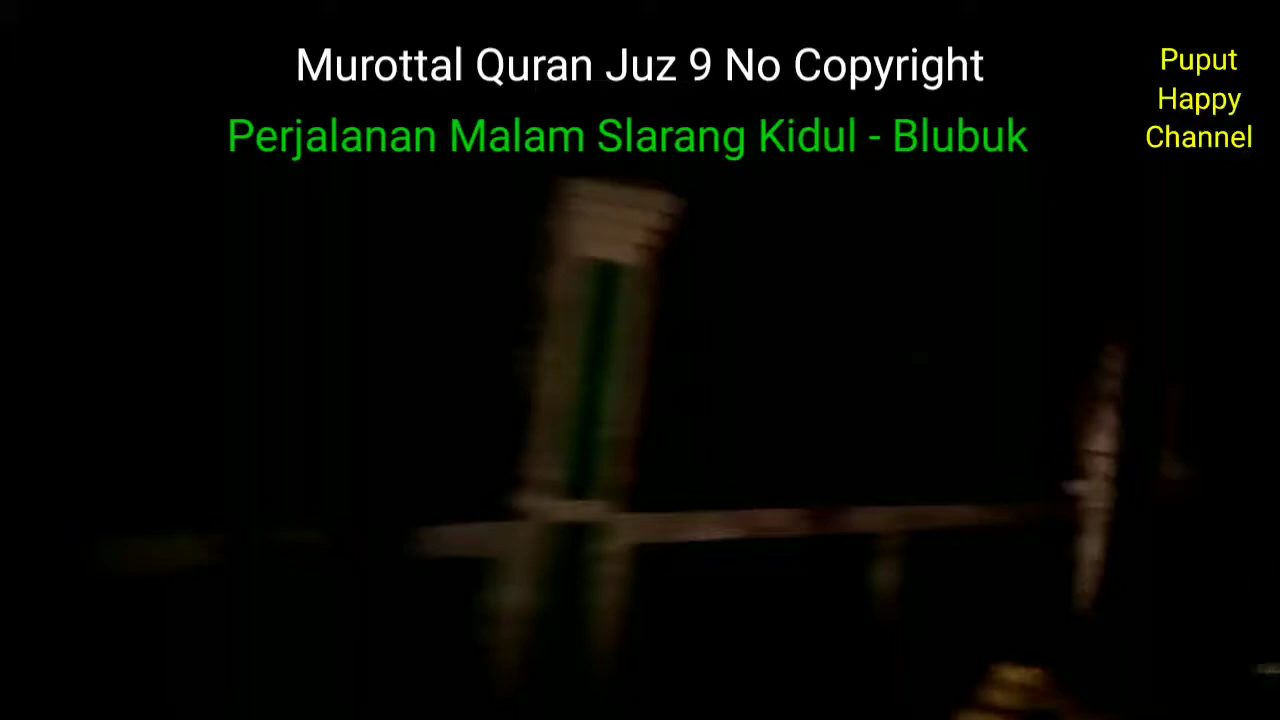 Murottal Quran Juz 9 No Copyright
Perjalanan Malam Slarang Kidul - Blubuk
Puput
Happy
Channel